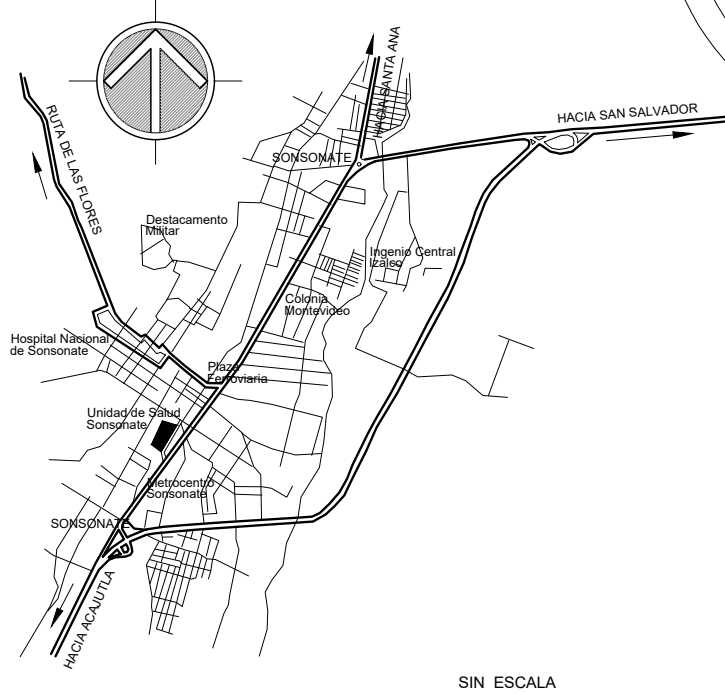 HACIA SANTA ANA
HACIA SAN SALVADOR
RUTA DE LAS FLORES
SONSONATE
Destacamento
Militar
Ingenio Central
Izalco
Colonia
Montevideo
Hospital Nacional
de Sonsonate
Plaza
Ferroviaria
Unidad de Salud
Sonsonate
Metrocentro
Sonsonate
SONSONATE
HACIA ACAJUTLA
SIN ESCALA